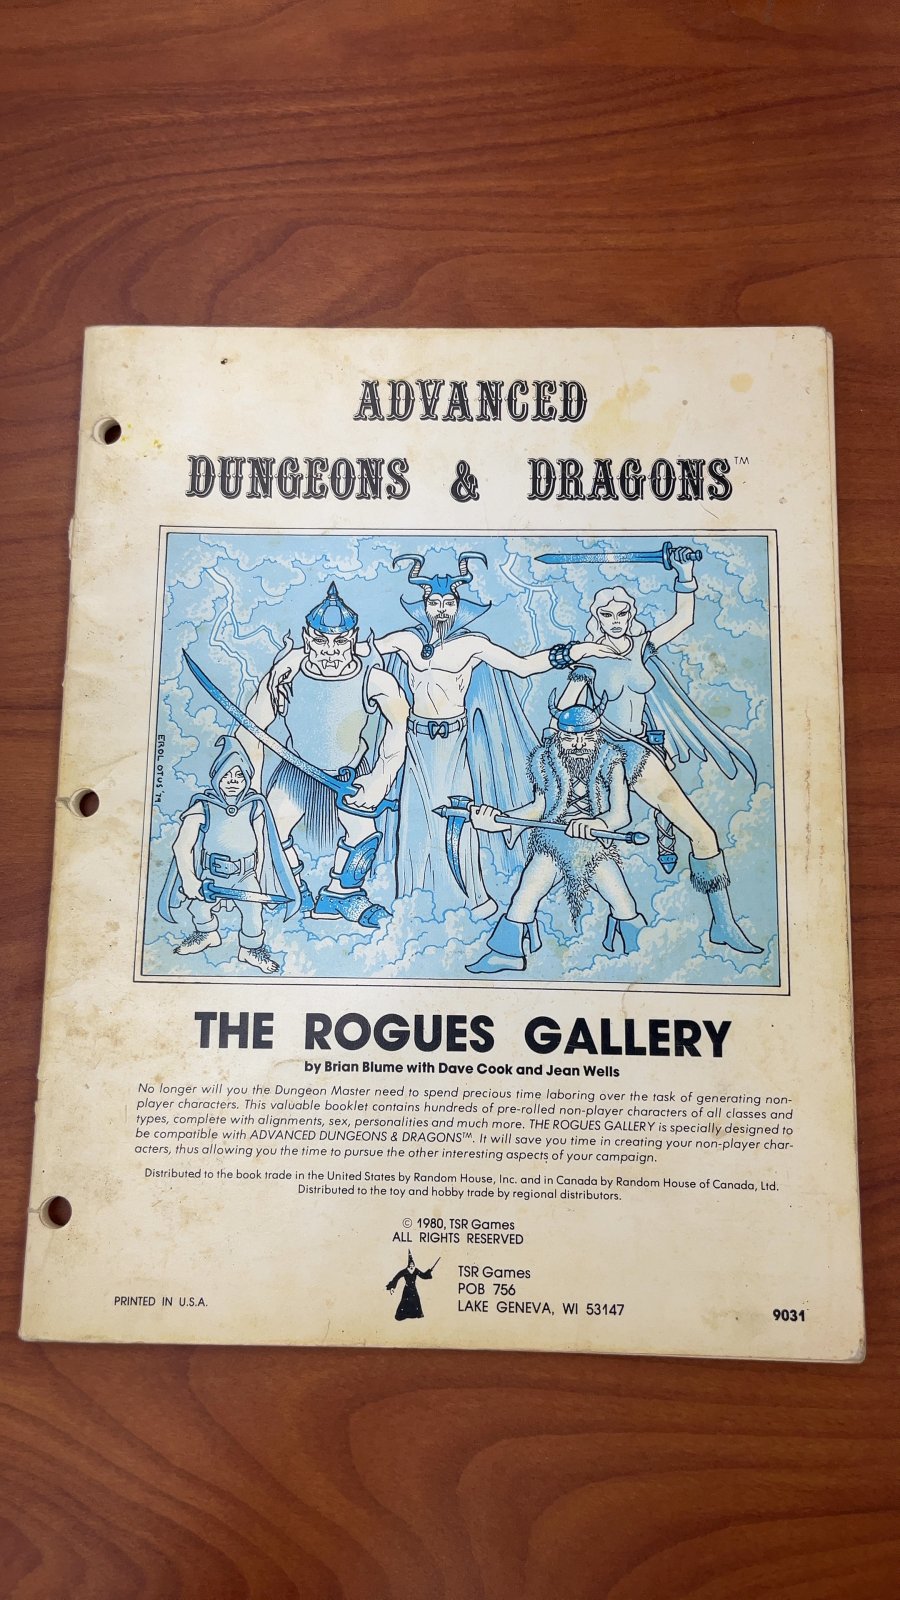 ADVANCED
DUNGEONS & DRAGONS™
EROL OTUS '79
THE ROGUES GALLERY
by Brian Blume with Dave Cook and Jean Wells
No longer will you the Dungeon Master need to spend precious time laboring over the task of generating non-
player characters. This valuable booklet contains hundreds of pre-rolled non-player characters of all classes and
types, complete with alignments, sex, personalities and much more. THE ROGUES GALLERY is specially designed to
be compatible with ADVANCED DUNGEONS & DRAGONS™. It will save you time in creating your non-player char-
acters, thus allowing you the time to pursue the other interesting aspects of your campaign.
Distributed to the book trade in the United States by Random House, Inc. and in Canada by Random House of Canada, Ltd.
Distributed to the toy and hobby trade by regional distributors.
© 1980, TSR Games
ALL RIGHTS RESERVED
TSR Games
POB 756
LAKE GENEVA, WI 53147
PRINTED IN U.S.A.
9031